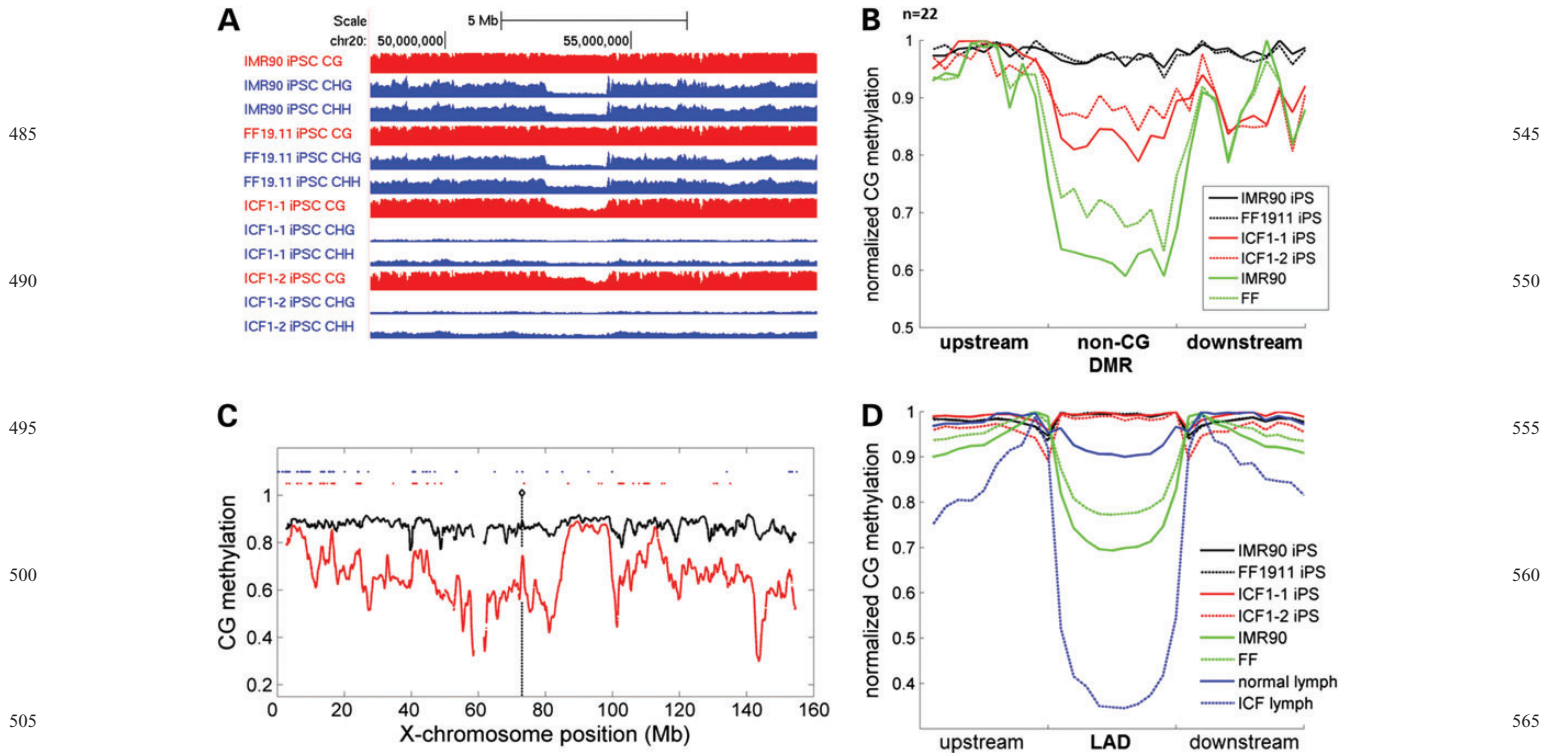 A
Scale
5 Mb
chr20:
50,000,000
55,000,000
IMR90 iPSC CG
IMR90 iPSC CHG
IMR90 iPSC CHH
FF19.11 iPSC CG
FF19.11 iPSC CHG
FF19.11 iPSC CHH
ICF1-1 iPSC CG
ICF1-1 iPSC CHG
ICF1-1 iPSC CHH
ICF1-2 iPSC CG
ICF1-2 iPSC CHG
ICF1-2 iPSC CHH
485
490
495
500
505
B
n=22
normalized CG methylation
1
0.9
0.8
0.7
0.6
0.5
IMR90 iPS
FF1911 iPS
ICF1-1 iPS
ICF1-2 iPS
IMR90
FF
upstream
non-CG
DMR
downstream
545
550
555
560
565
C
CG methylation
1
0.8
0.6
0.4
0.2
0 20 40 60 80 100 120 140 160
X-chromosome position (Mb)
D
normalized CG methylation
1
0.9
0.8
0.7
0.6
0.5
0.4
IMR90 iPS
FF1911 iPS
ICF1-1 iPS
ICF1-2 iPS
IMR90
FF
normal lymph
ICF lymph
upstream
LAD
downstream